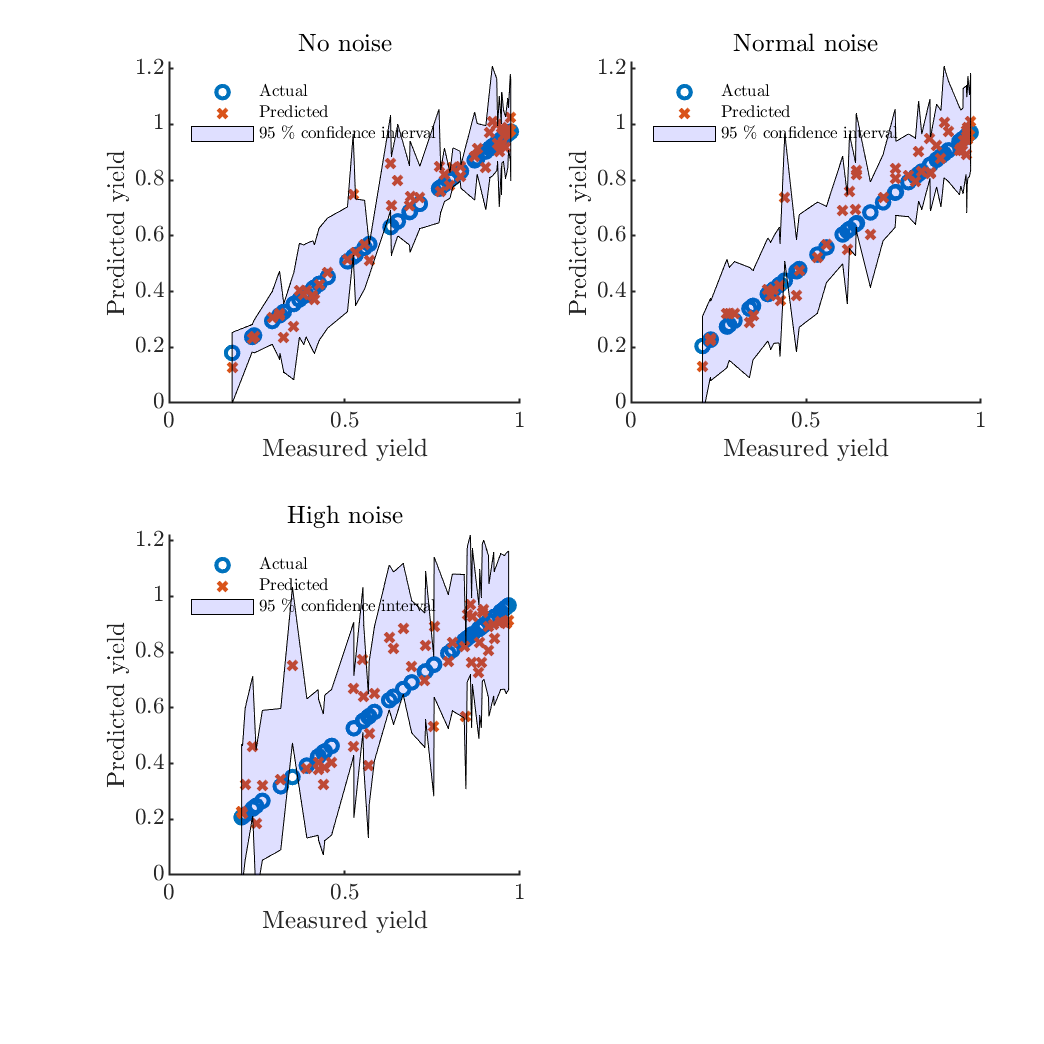 No noise
1.2
1
0.8
0.6
0.4
0.2
0
0
0.5
1
Predicted yield
Measured yield
Actual
Predicted
95 % confidence interval
Normal noise
1.2
1
0.8
0.6
0.4
0.2
0
0
0.5
1
Predicted yield
Measured yield
Actual
Predicted
95 % confidence interval
High noise
1.2
1
0.8
0.6
0.4
0.2
0
0
0.5
1
Predicted yield
Measured yield
Actual
Predicted
95 % confidence interval